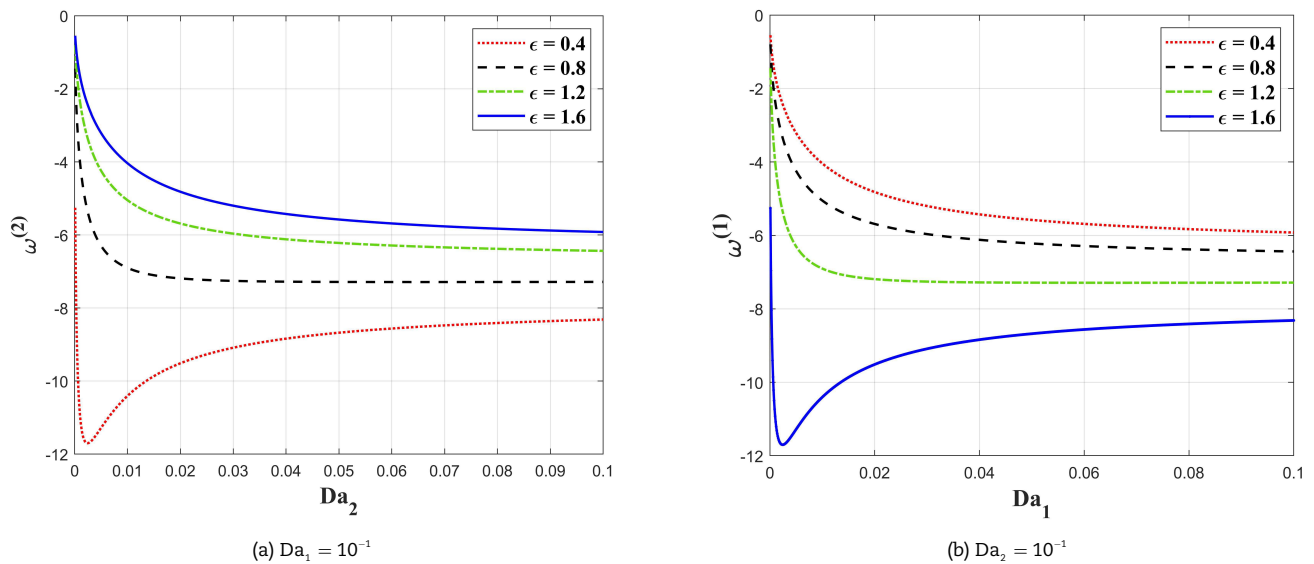 0
-2
-4
-6
-8
-10
-12
ω(2)
ϵ = 0.4
ϵ = 0.8
ϵ = 1.2
ϵ = 1.6
0 0.01 0.02 0.03 0.04 0.05 0.06 0.07 0.08 0.09 0.1
Da2
(a) Da1 = 10-1
0
-2
-4
-6
-8
-10
-12
ω(1)
ϵ = 0.4
ϵ = 0.8
ϵ = 1.2
ϵ = 1.6
0 0.02 0.04 0.06 0.08 0.1
Da1
(b) Da2 = 10-1